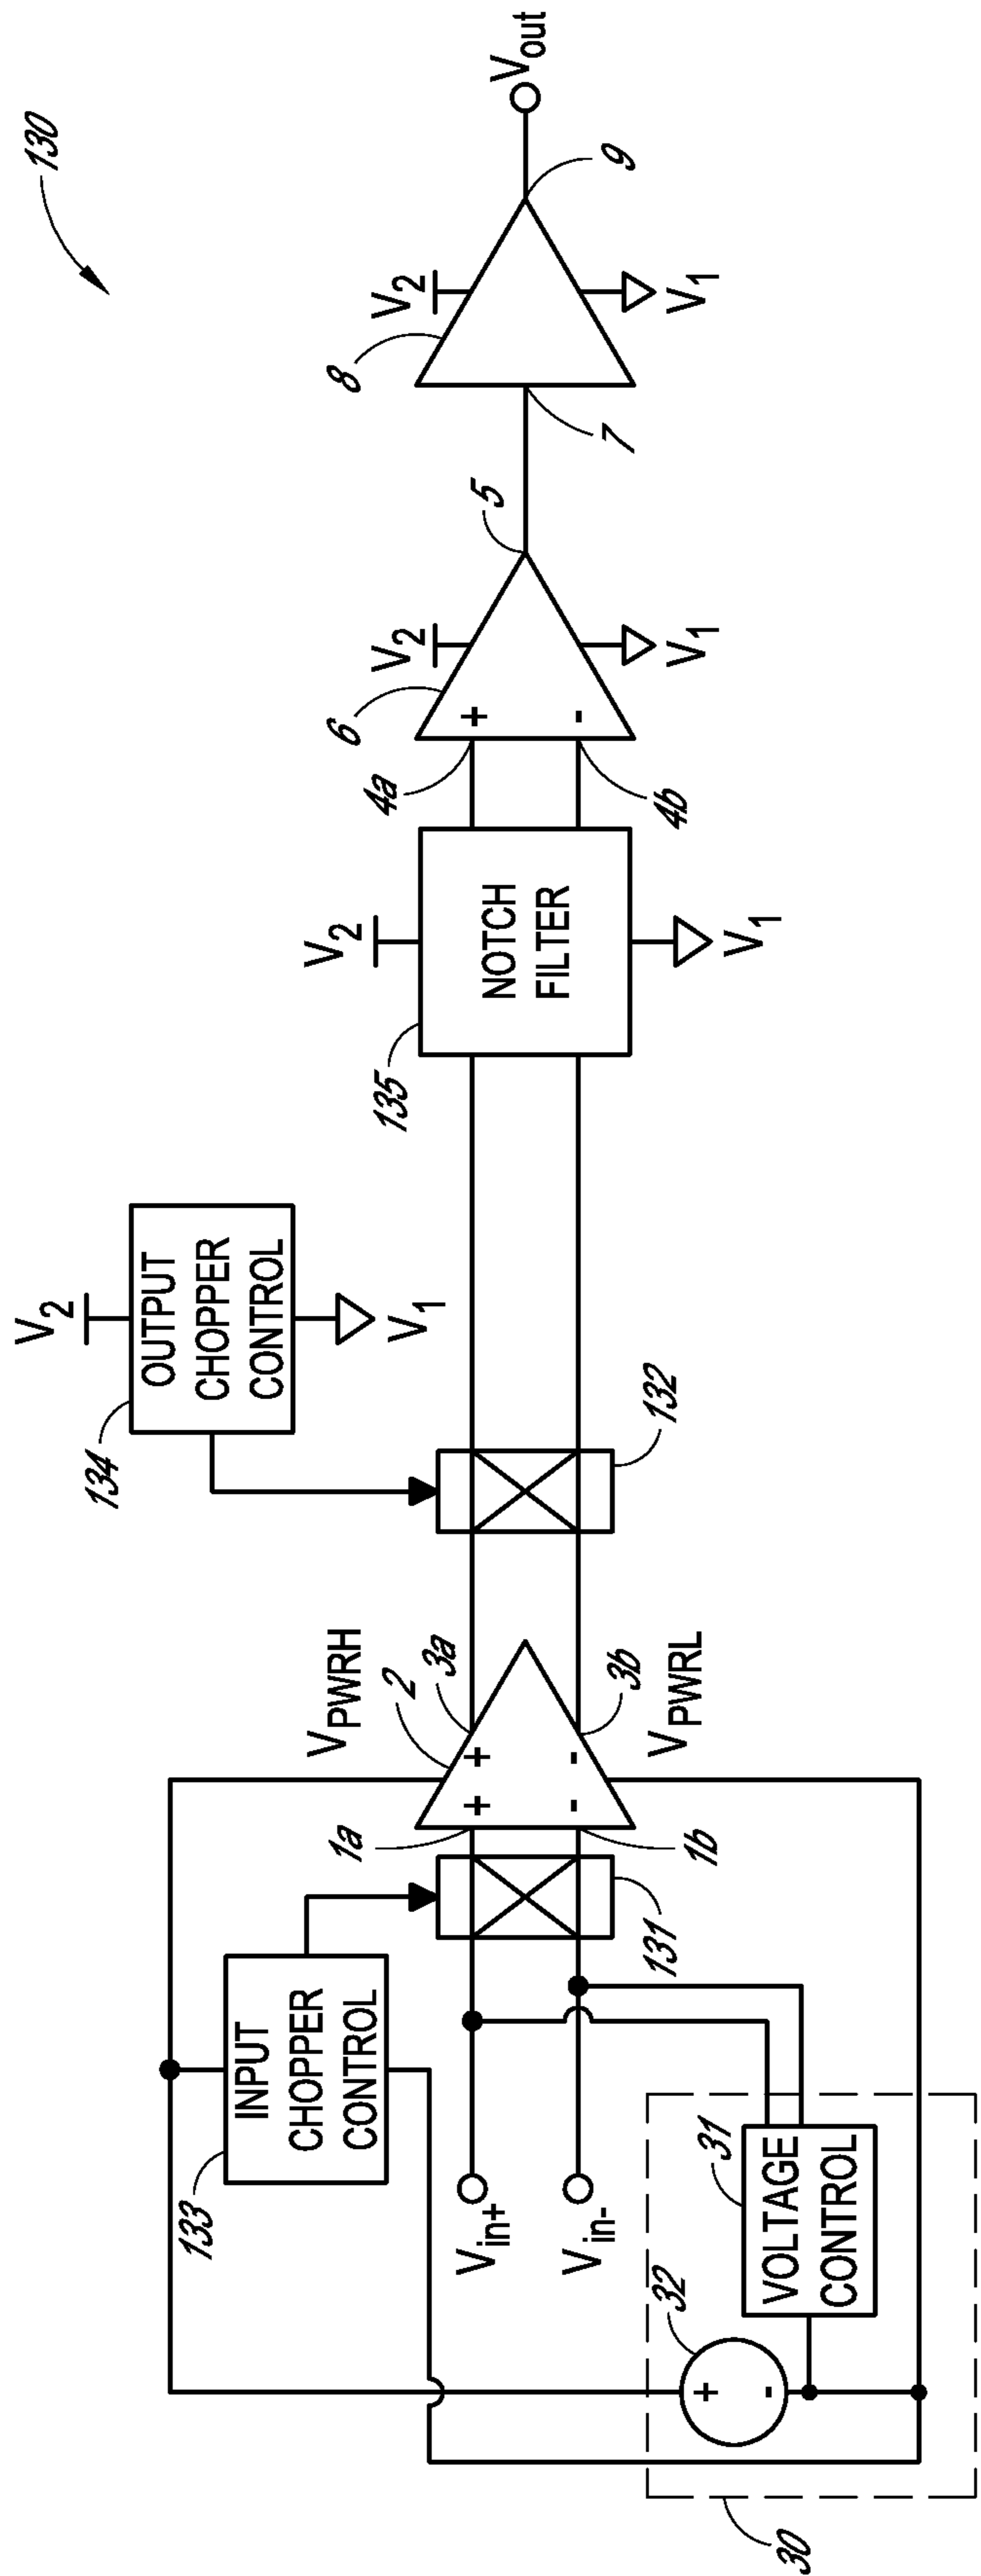 130
V2
OUTPUT
CHOPPER
CONTROL
V1
134
133
INPUT
CHOPPER
CONTROL
VPWRH
2
3a
1a
1b
3b
VPWRL
131
132
V2
135
NOTCH
FILTER
V1
4a
4b
6
V2
+
-
V1
5
7
8
V2
V1
9
Vout
Vin+
Vin-
+
+
-
-
32
+
-
31
VOLTAGE
CONTROL
30